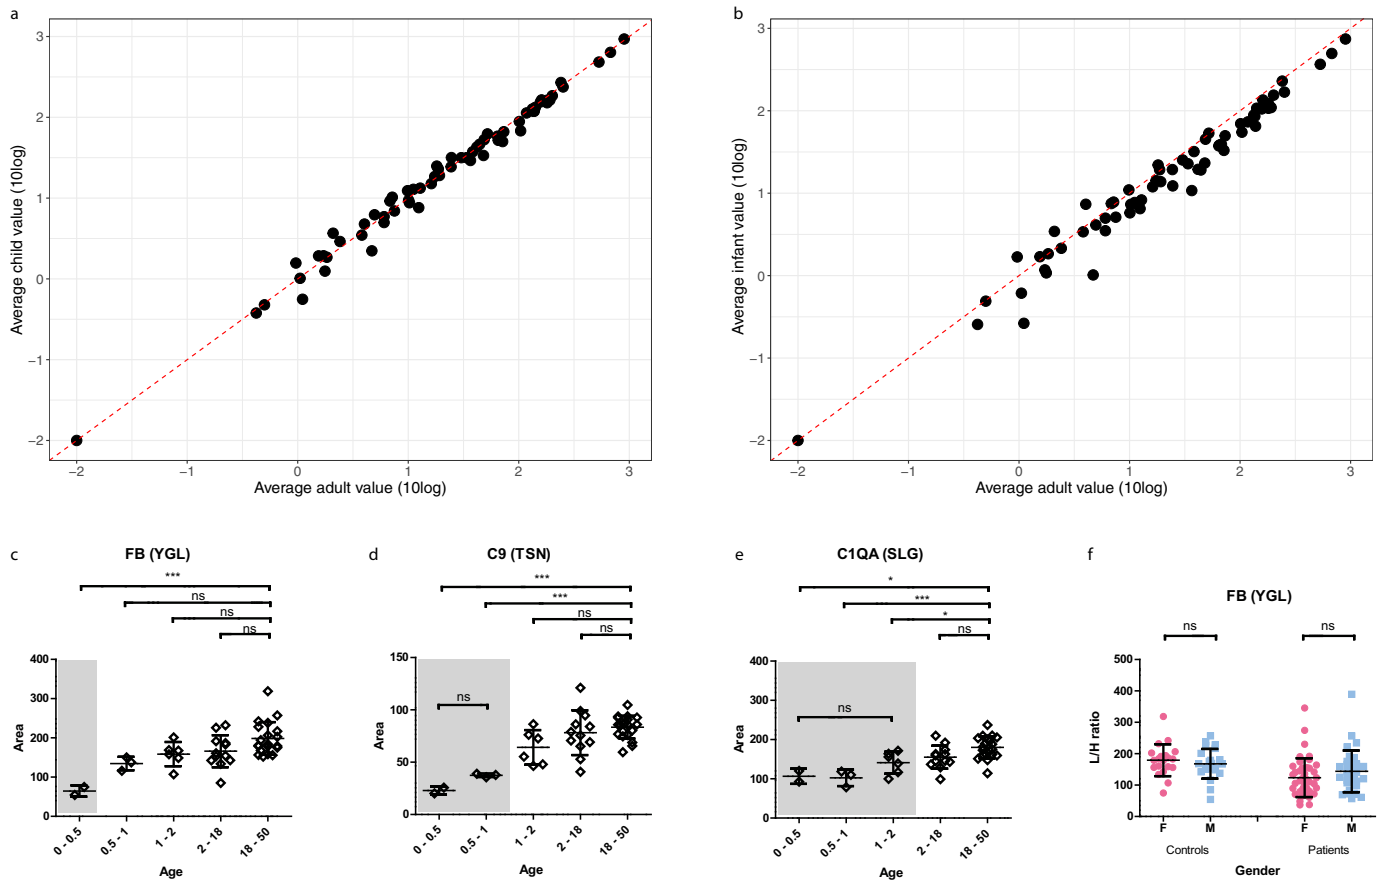 a
3
2
1
0
−1
−2
Average child value (10log)
−2
−1
0
1
2
3
Average adult value (10log)
b
3
2
1
0
−1
−2
Average infant value (10log)
−2
−1
0
1
2
3
Average adult value (10log)
c
FB (YGL)
***
ns
ns
ns
400
300
200
100
0
Area
0 - 0.5
0.5 - 1
1 - 2
2 - 18
18 - 50
Age
d
C9 (TSN)
***
***
ns
ns
ns
150
100
50
0
Area
0 - 0.5
0.5 - 1
1 - 2
2 - 18
18 - 50
Age
e
C1QA (SLG)
*
***
*
ns
ns
400
300
200
100
0
Area
0 - 0.5
0.5 - 1
1 - 2
2 - 18
18 - 50
Age
f
FB (YGL)
ns
ns
500
400
300
200
100
0
L/H ratio
F
M
F
M
Controls
Patients
Gender